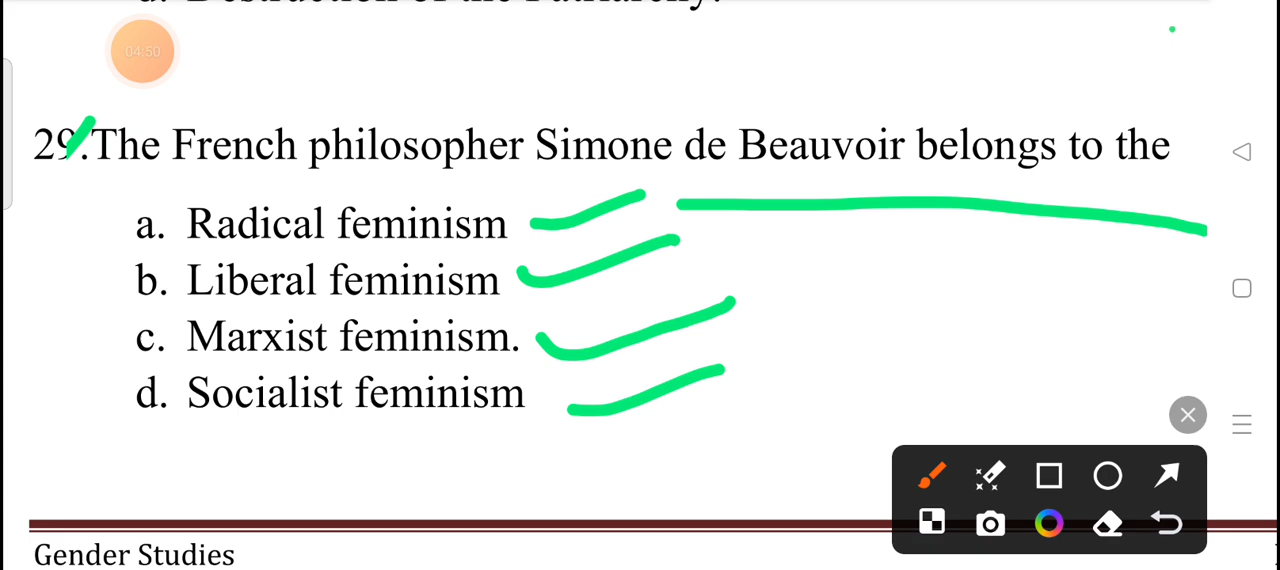 04:50
29.The French philosopher Simone de Beauvoir belongs to the
a. Radical feminism
b. Liberal feminism
c. Marxist feminism.
d. Socialist feminism
Gender Studies